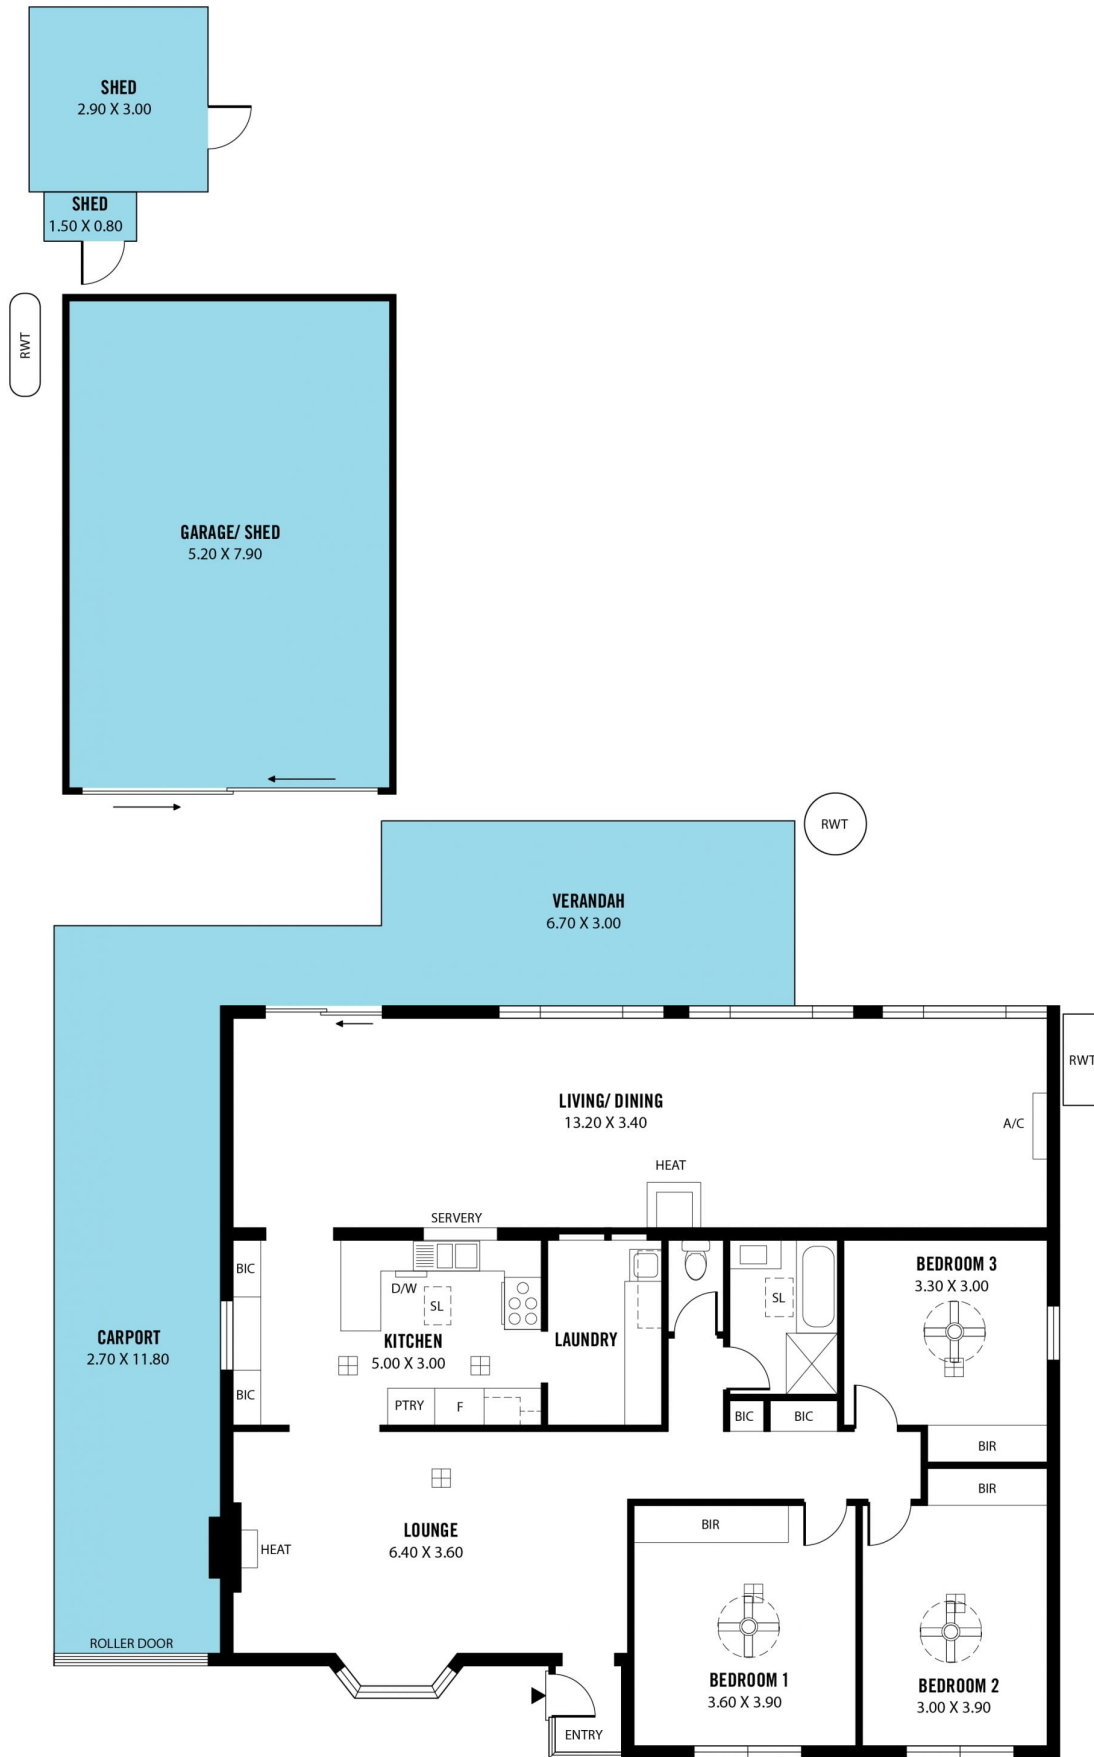 SHED
2.90 X 3.00
SHED
1.50 X 0.80
RWT
GARAGE/ SHED
5.20 X 7.90
RWT
VERANDAH
6.70 X 3.00
RWT
LIVING/ DINING
13.20 X 3.40
A/C
HEAT
SERVERY
BIC
D/W
SL
KITCHEN
5.00 X 3.00
LAUNDRY
SL
BEDROOM 3
3.30 X 3.00
CARPORT
2.70 X 11.80
BIC
PTRY
F
BIC
BIC
BIR
BIR
LOUNGE
6.40 X 3.60
HEAT
BIR
ROLLER DOOR
BEDROOM 1
3.60 X 3.90
BEDROOM 2
3.00 X 3.90
ENTRY